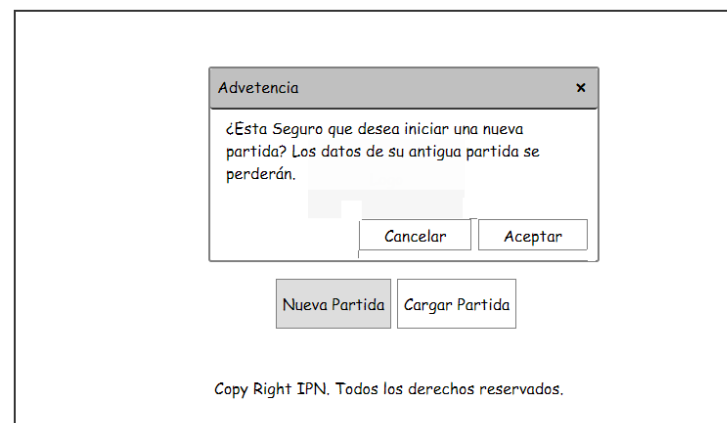 Advetencia ×
¿Esta Seguro que desea iniciar una nueva
partida? Los datos de su antigua partida se
perderán.
Cancelar Aceptar
Nueva Partida Cargar Partida
Copy Right IPN. Todos los derechos reservados.